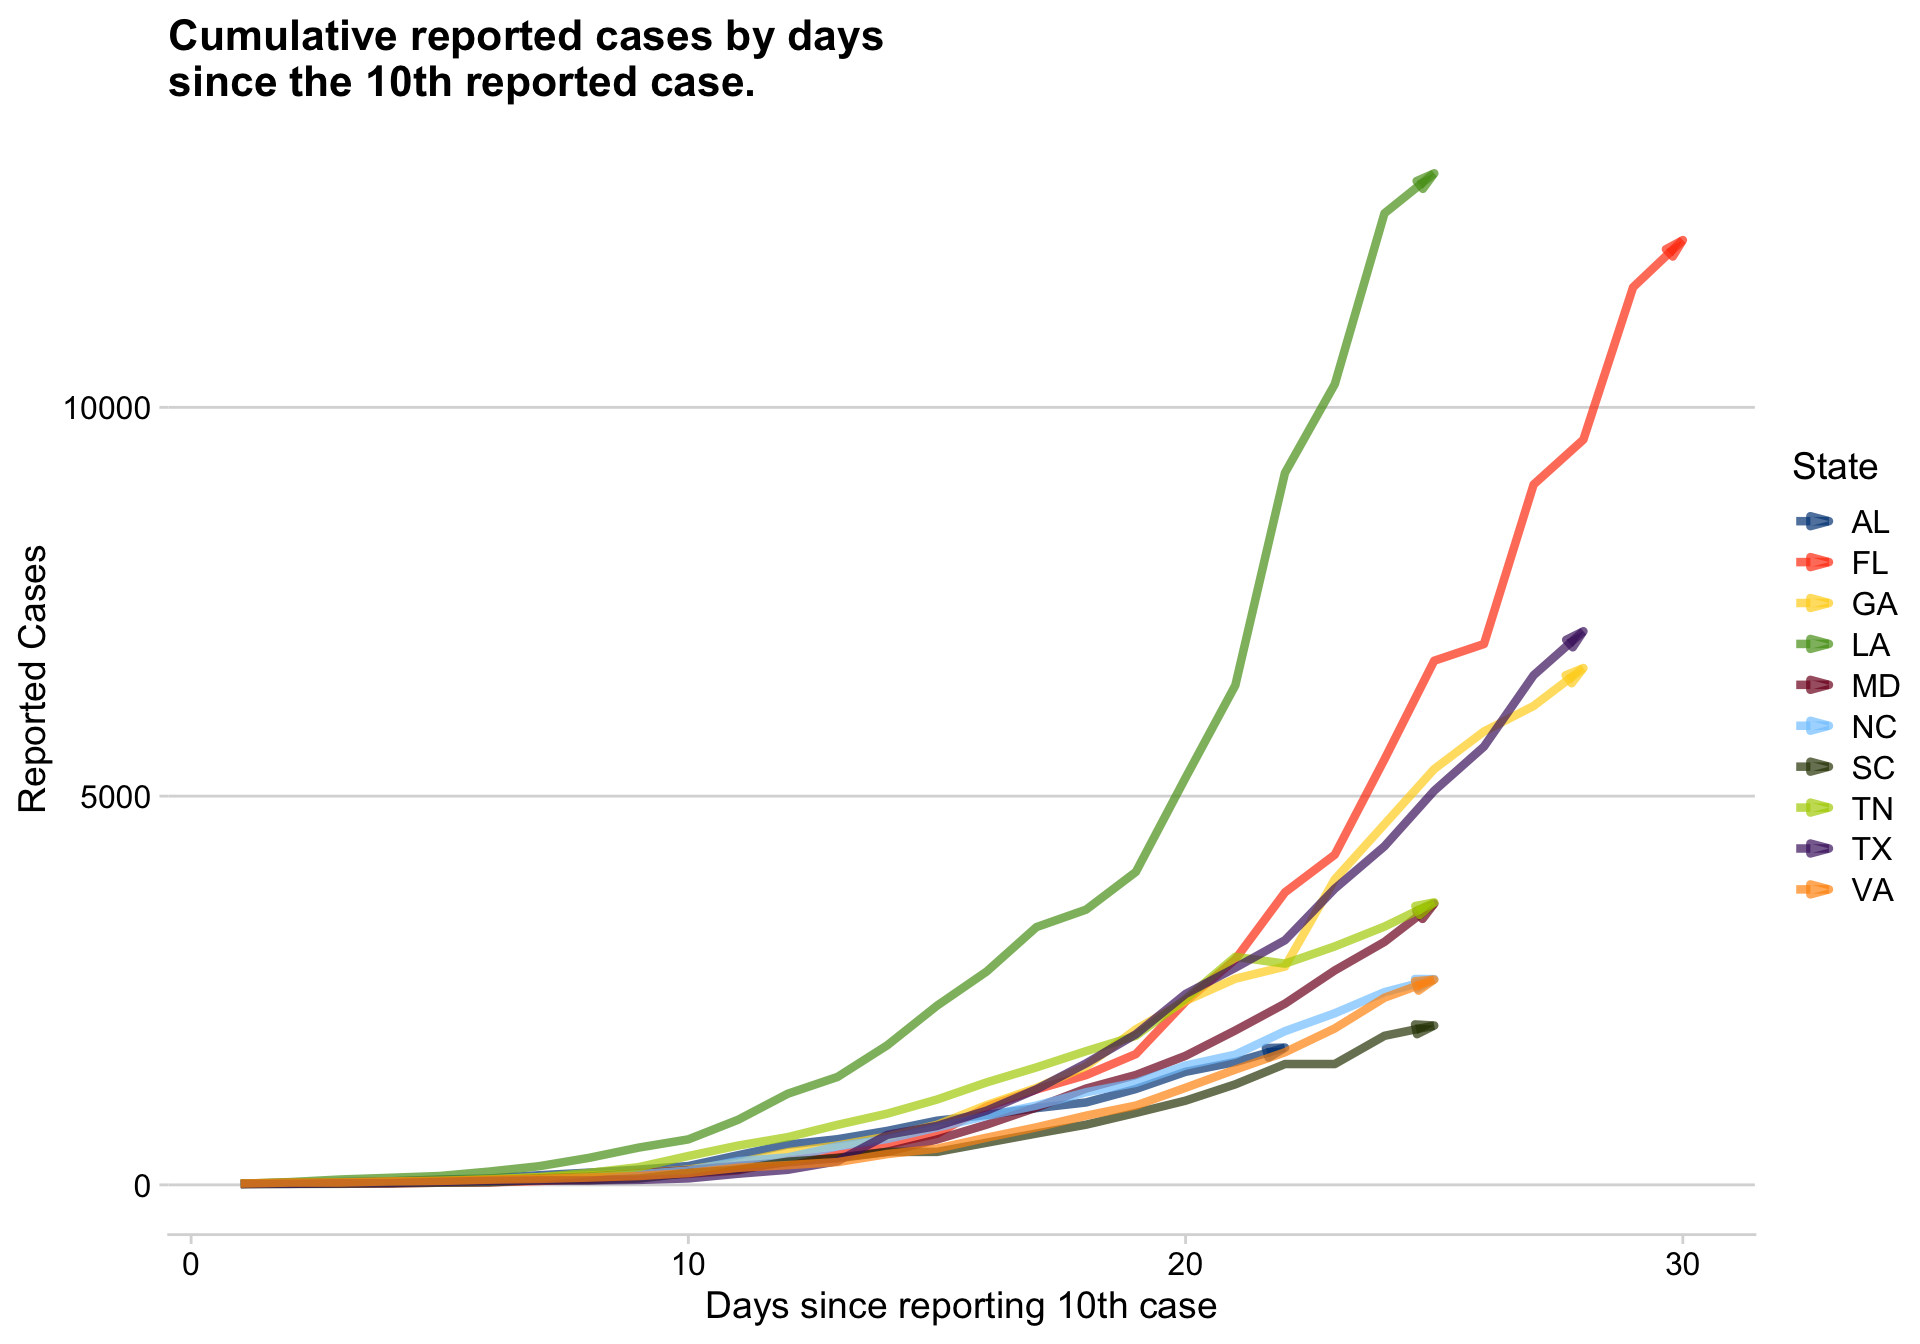 Cumulative reported cases by days
since the 10th reported case.
10000
5000
0
Reported Cases
0
10
20
30
Days since reporting 10th case
State
AL
FL
GA
LA
MD
NC
SC
TN
TX
VA